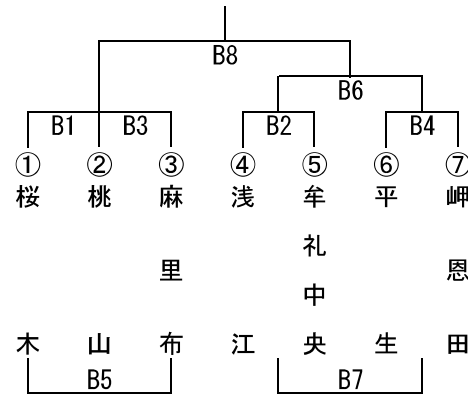 B8
B6
B1 B3 B2 B4
① ② ③ ④ ⑤ ⑥ ⑦
桜木
桃山
麻里布
浅江
牟礼中央
平生
岬恩田
B5 B7